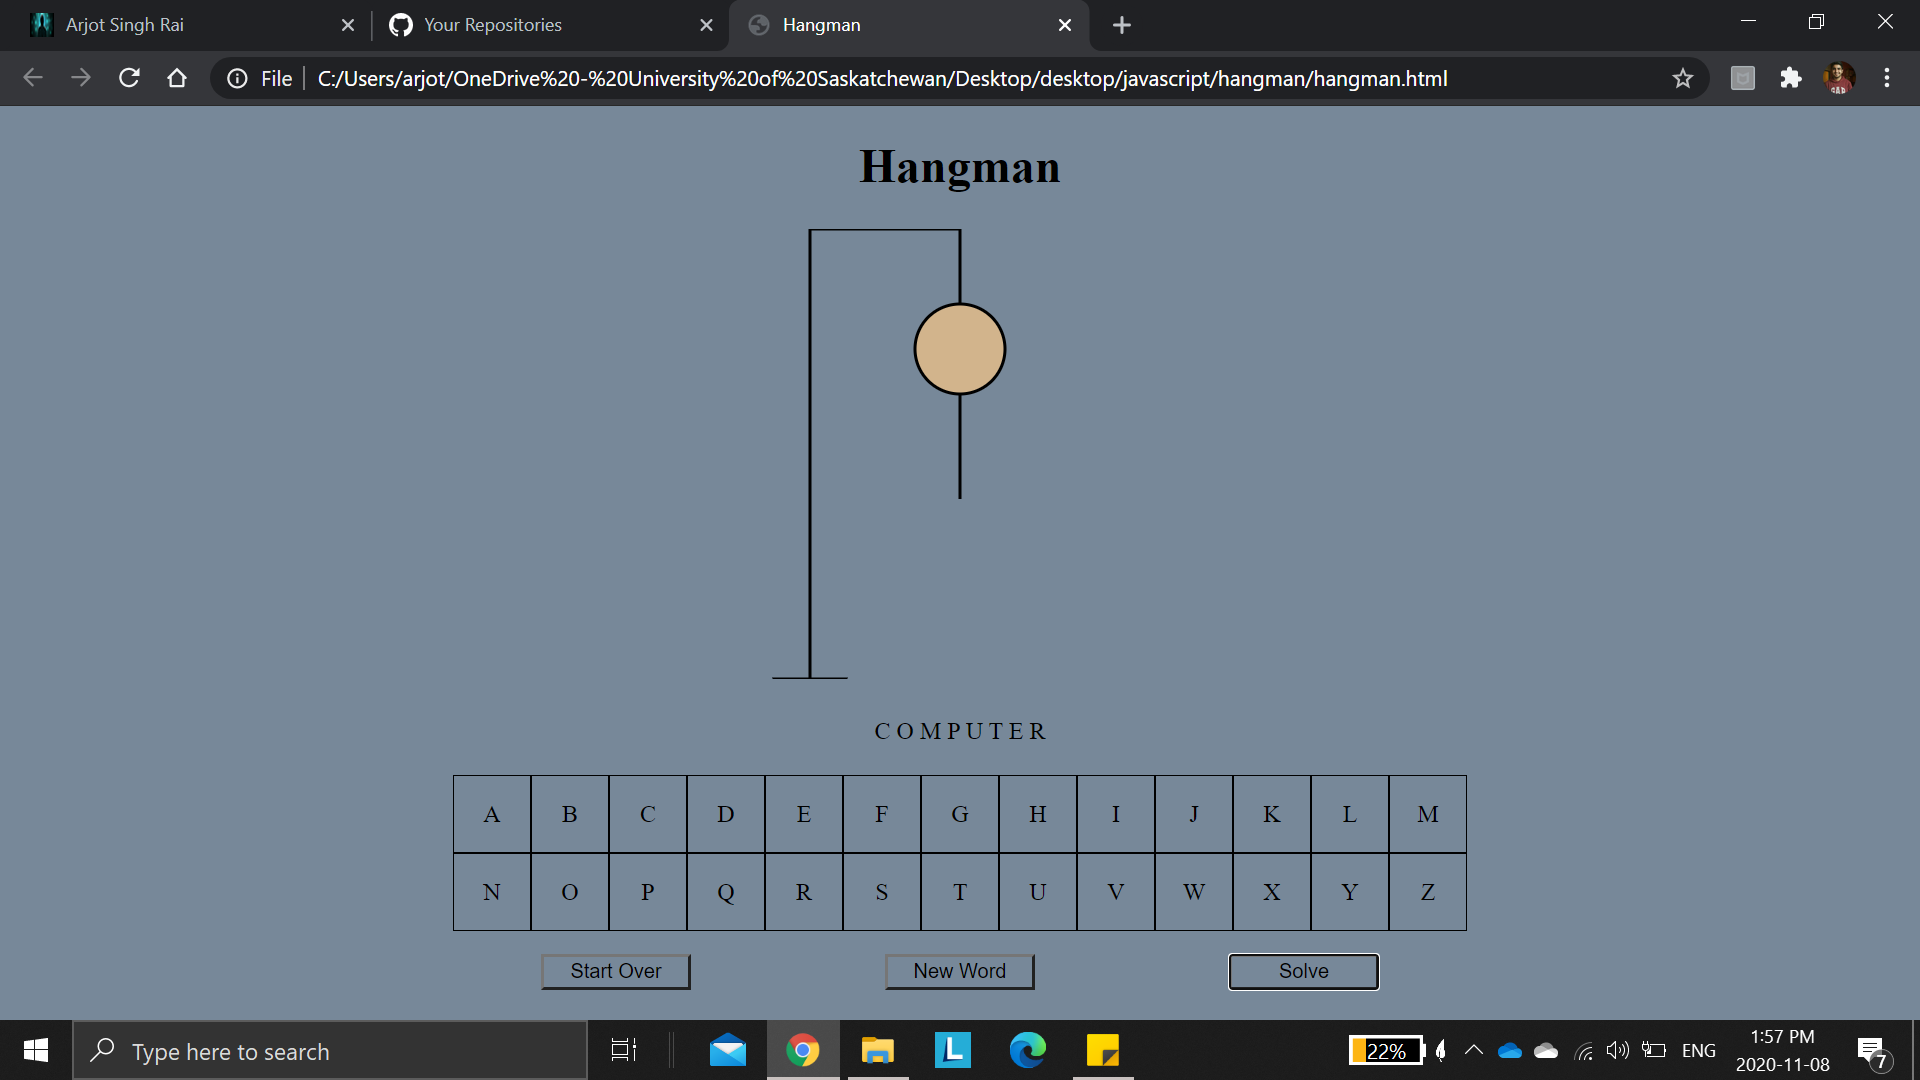 Arjot Singh Rai
Your Repositories
Hangman
File
C:/Users/arjot/OneDrive%20-%20University%20of%20Saskatchewan/Desktop/desktop/javascript/hangman/hangman.html
Hangman
C O M P U T E R
A B C D E F G H I J K L M
N O P Q R S T U V W X Y Z
Start Over
New Word
Solve
Type here to search
L
22%
ENG
1:57 PM
2020-11-08
7